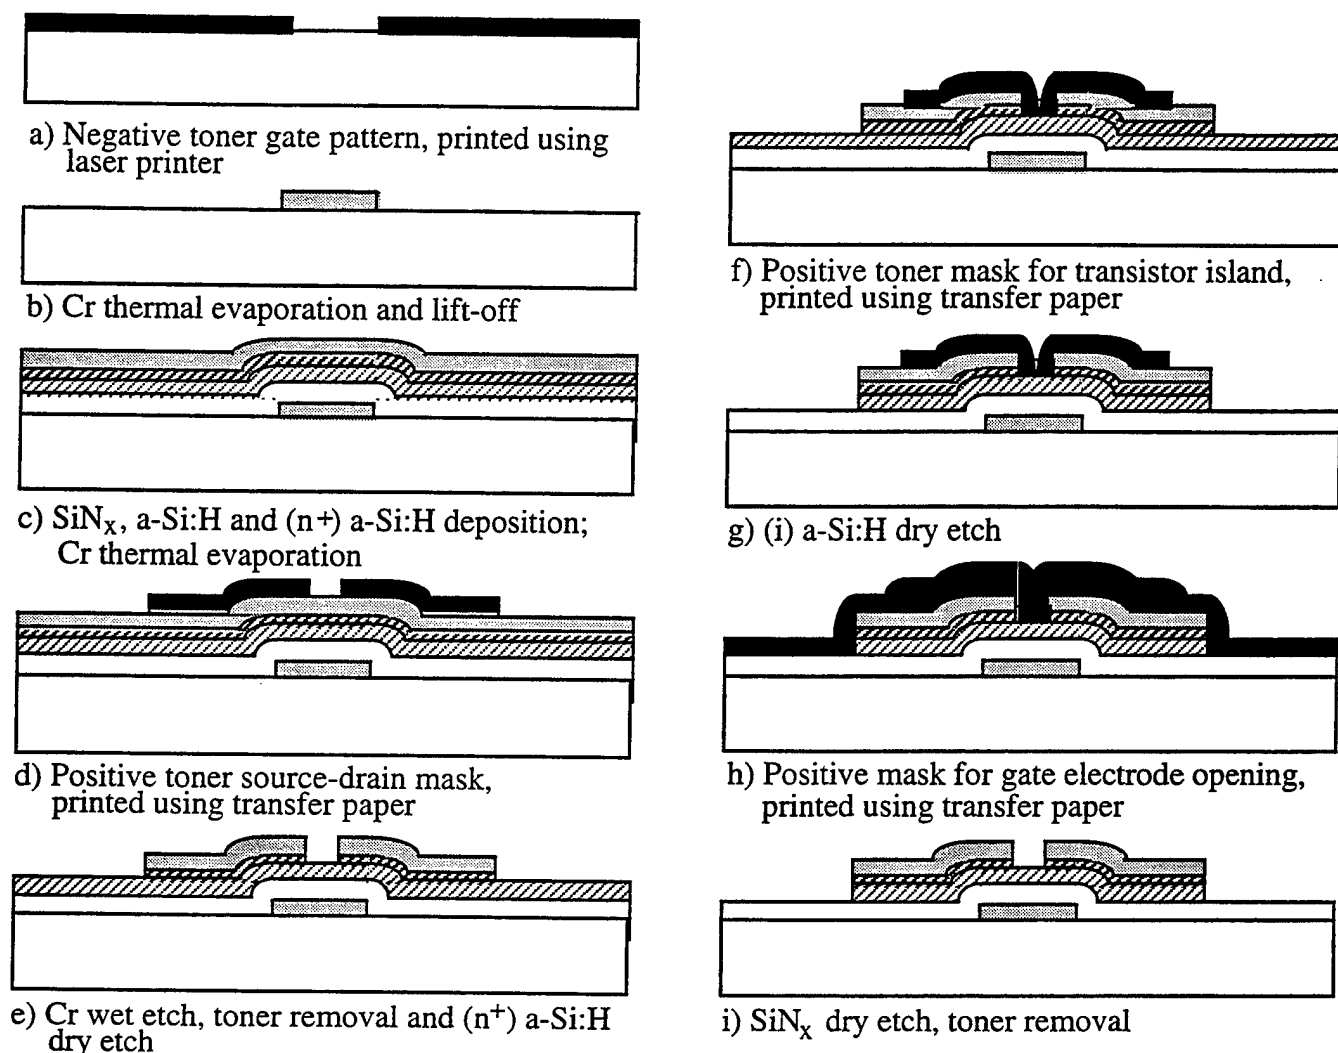 a) Negative toner gate pattern, printed using
laser printer
b) Cr thermal evaporation and lift-off
c) SiNx, a-Si:H and (n+) a-Si:H deposition;
Cr thermal evaporation
d) Positive toner source-drain mask,
printed using transfer paper
e) Cr wet etch, toner removal and (n+) a-Si:H
dry etch
f) Positive toner mask for transistor island,
printed using transfer paper
g) (i) a-Si:H dry etch
h) Positive mask for gate electrode opening,
printed using transfer paper
i) SiNx dry etch, toner removal